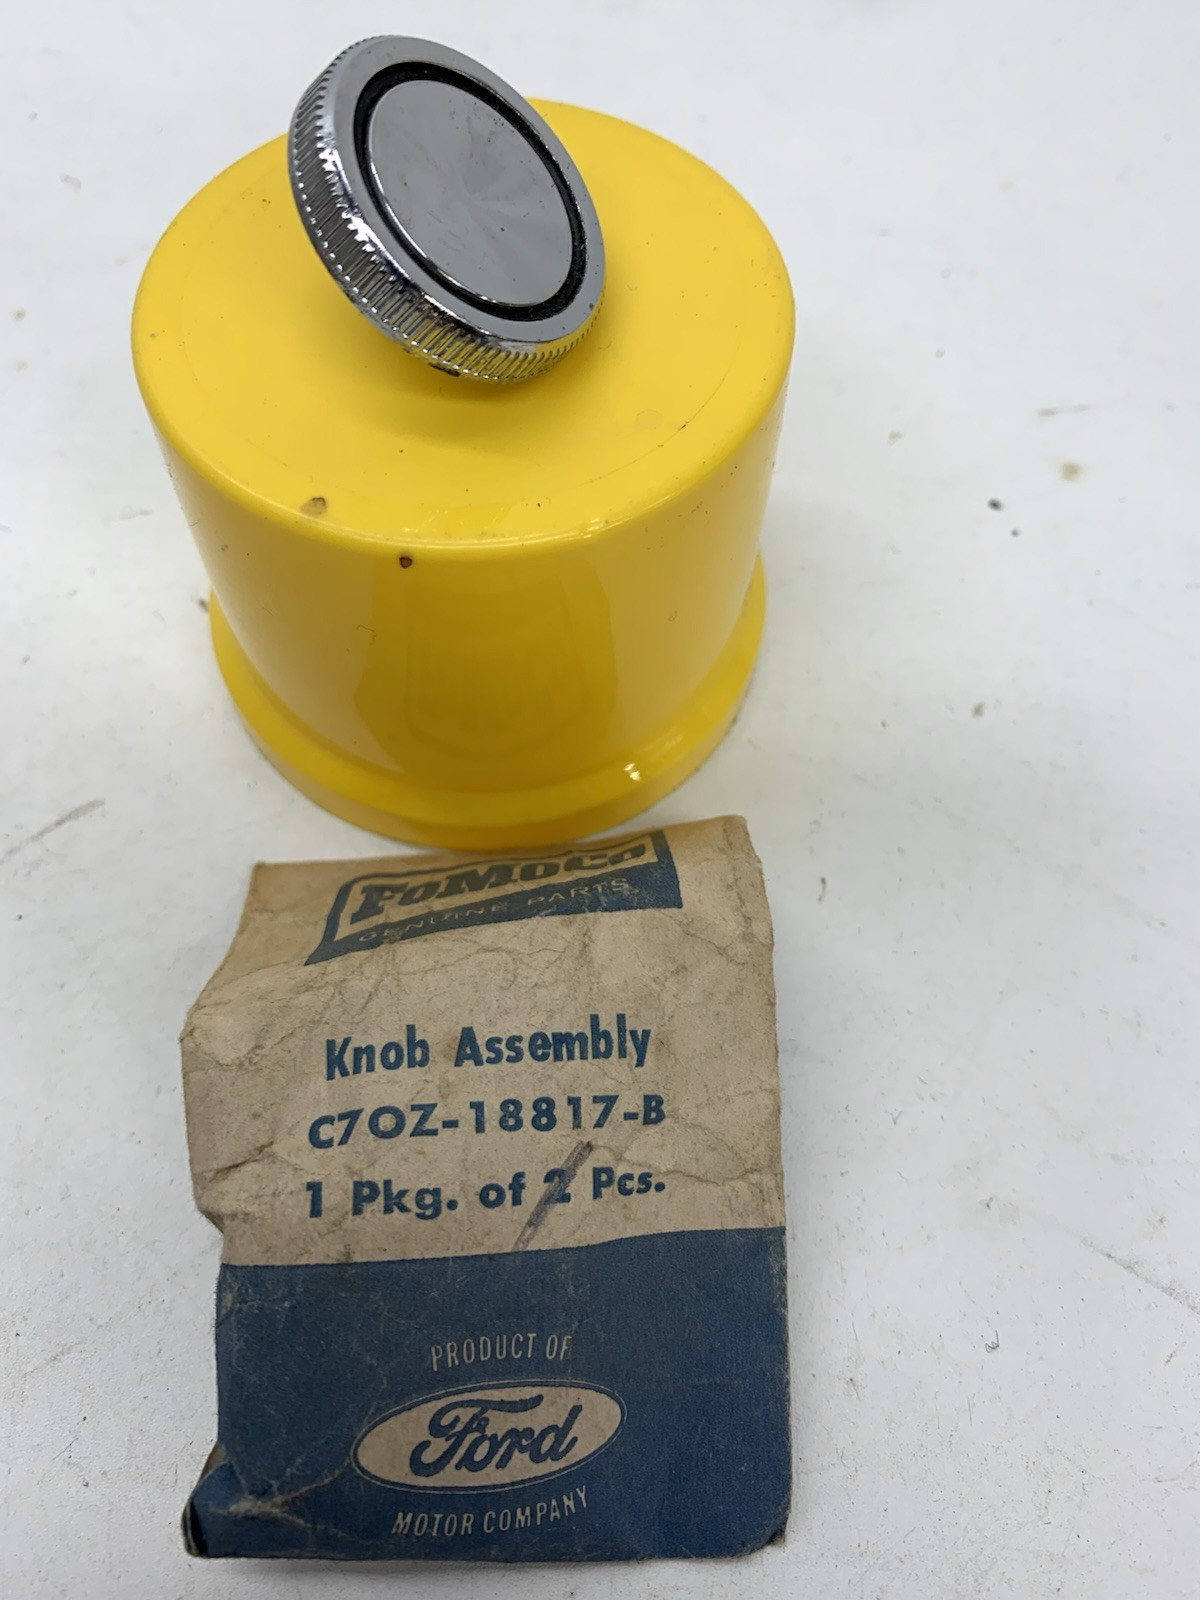 FoMoCo
GENUINE PARTS
Knob Assembly
C7OZ-18817-B
1 Pkg. of 2 Pcs.
PRODUCT OF
Ford
MOTOR COMPANY